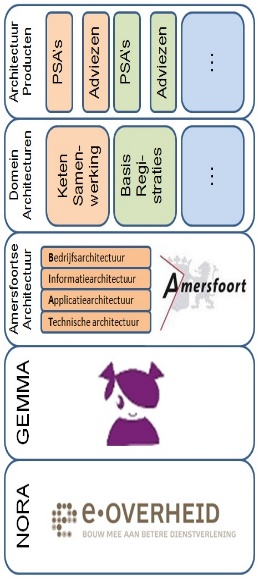 Architectuur
Producten
PSA's
Adviezen
PSA's
Adviezen
...
Domein
Architecturen
Keten
Samen-
werking
Basis
Regi-
straties
...
Amersfoortse
Architectuur
Bedrijfsarchitectuur
Informatiearchitectuur
Applicatiearchitectuur
Technische architectuur
Amersfoort
GEMMA
NORA
e•OVERHEID
BOUW MEE AAN BETERE DIENSTVERLENING